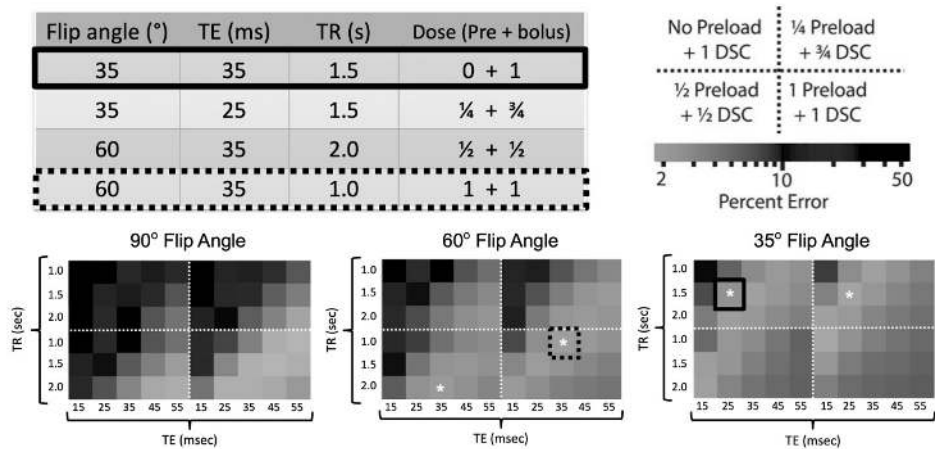 Flip angle (°) TE (ms) TR (s) Dose (Pre + bolus)
35 35 1.5 0 + 1
35 25 1.5 ¼ + ¾
60 35 2.0 ½ + ½
60 35 1.0 1 + 1
No Preload ¼ Preload
+ 1 DSC + ¾ DSC
½ Preload 1 Preload
+ ½ DSC + 1 DSC
2 10 50
Percent Error
90° Flip Angle
TR (sec)
1.0
1.5
2.0
1.0
1.5
2.0
15 25 35 45 55 15 25 35 45 55
TE (msec)
60° Flip Angle
TR (sec)
1.0
1.5
2.0
1.0
*
1.5
2.0
*
15 25 35 45 55 15 25 35 45 55
TE (msec)
35° Flip Angle
TR (sec)
1.0
1.5
* *
2.0
1.0
1.5
2.0
15 25 35 45 55 15 25 35 45 55
TE (msec)